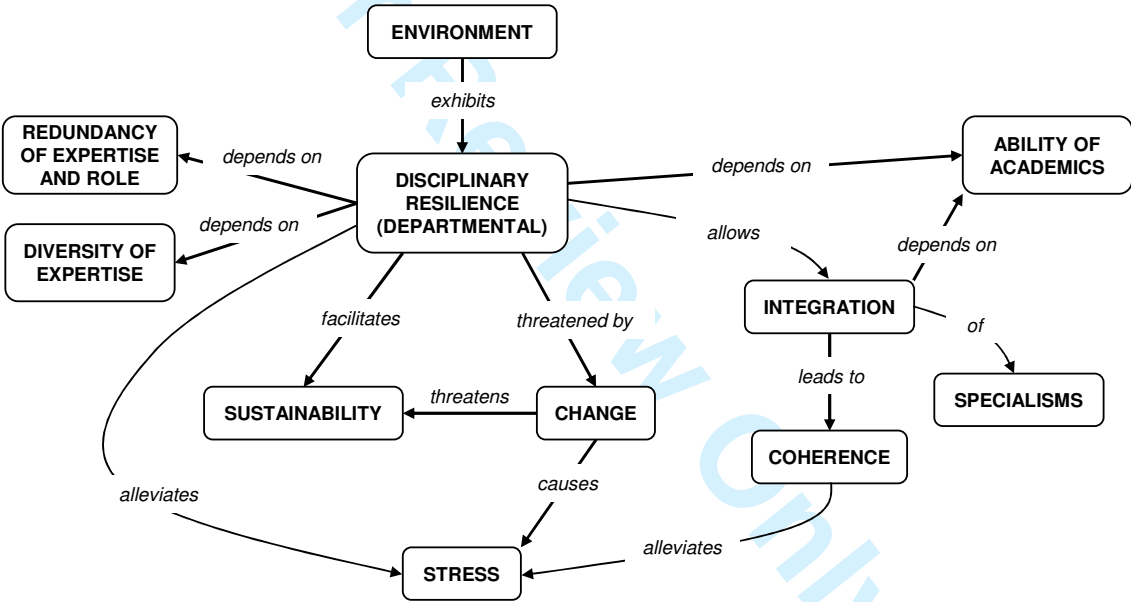 ENVIRONMENT
exhibits
REDUNDANCY
OF EXPERTISE
AND ROLE
depends on
DISCIPLINARY
RESILIENCE
(DEPARTMENTAL)
depends on
ABILITY OF
ACADEMICS
DIVERSITY OF
EXPERTISE
depends on
allows
depends on
INTEGRATION
facilitates
threatened by
of
leads to
SUSTAINABILITY
threatens
CHANGE
SPECIALISMS
COHERENCE
causes
alleviates
alleviates
STRESS
view Only